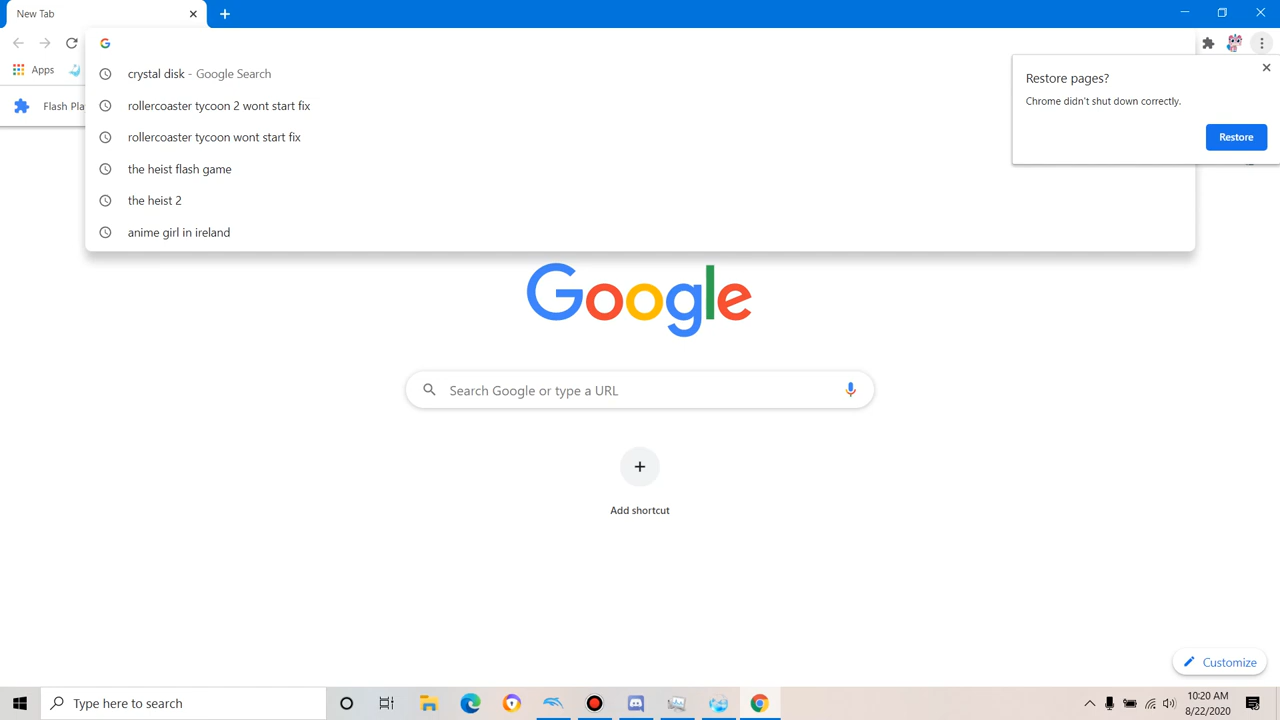 New Tab
Apps
crystal disk - Google Search
rollercoaster tycoon 2 wont start fix
rollercoaster tycoon wont start fix
the heist flash game
the heist 2
anime girl in ireland
Flash Pla
Restore pages?
Chrome didn't shut down correctly.
Restore
Google
Search Google or type a URL
Add shortcut
Customize
Type here to search
10:20 AM
8/22/2020